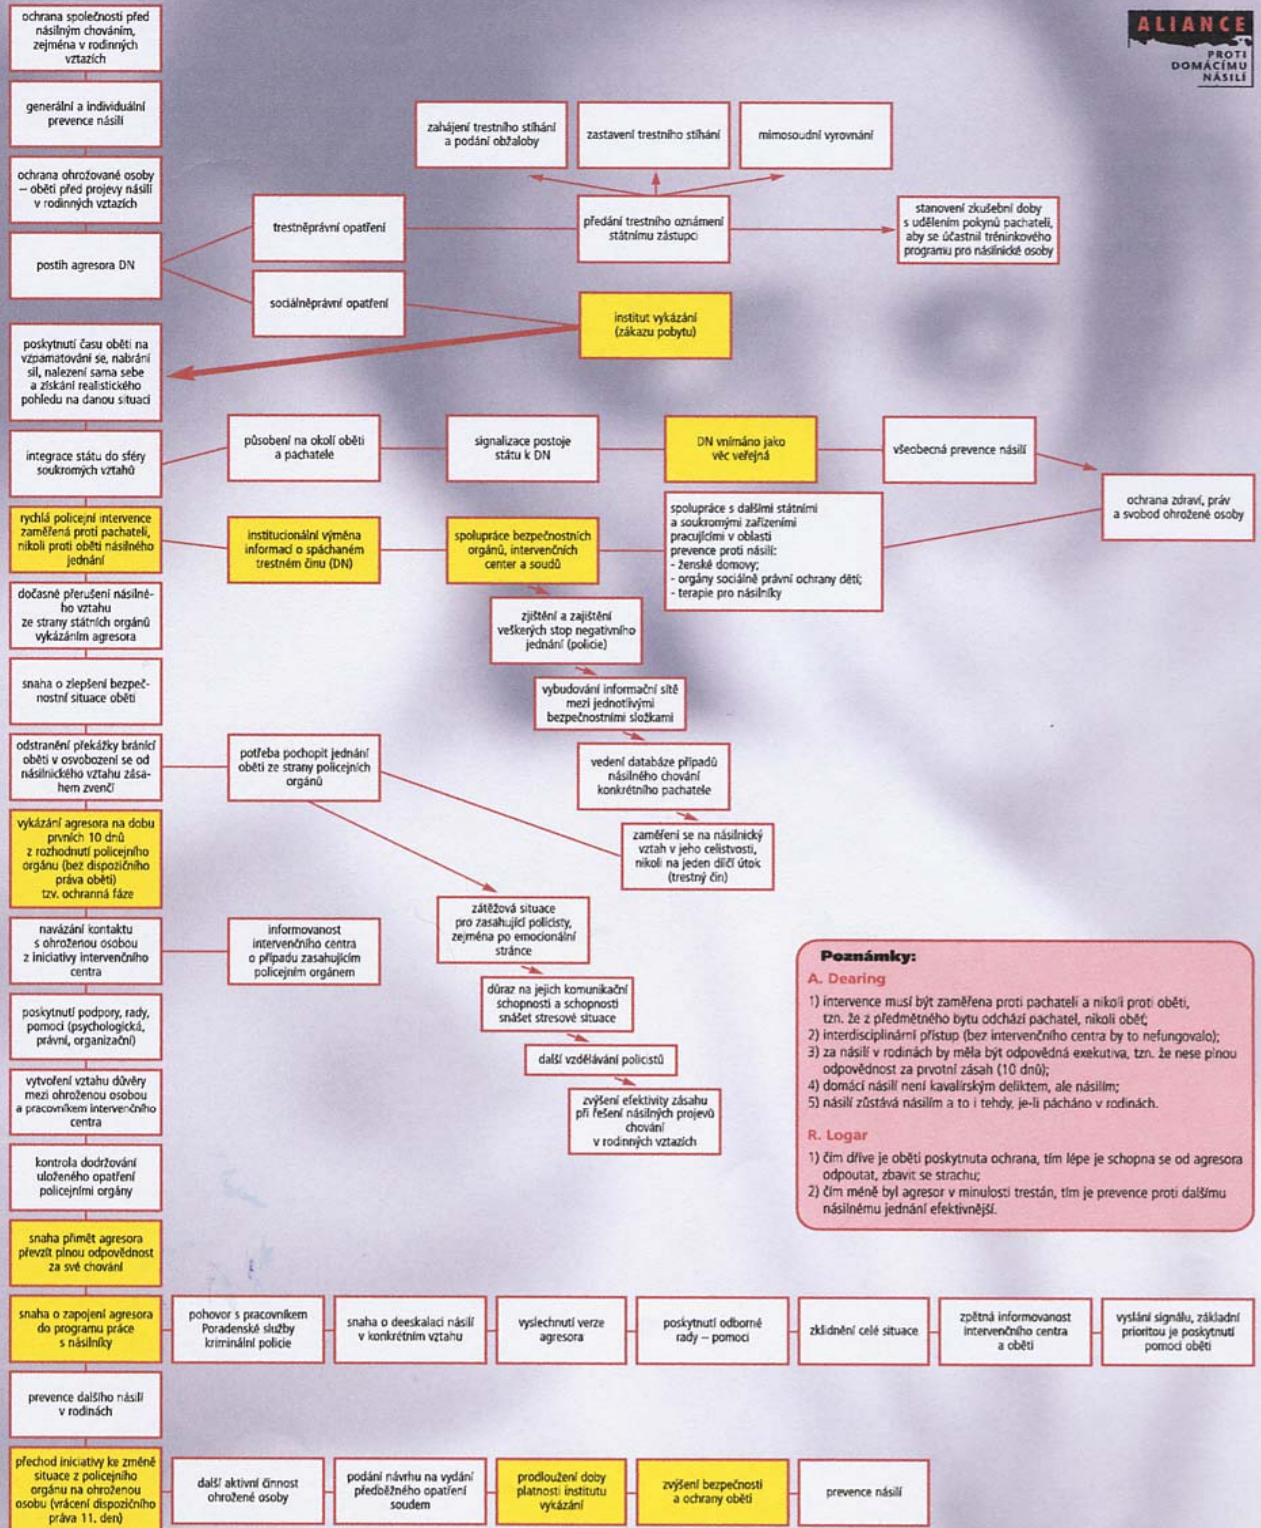 ochrana společnosti před
násilným chováním,
zejména v rodinných
vztazích
ALIANCE
PROTI
DOMÁCÍMU
NÁSILÍ
generální a individuální
prevence násilí
zahájení trestního stíhání
a podání obžaloby
zastavení trestního stíhání
mimosoudní vyrovnání
ochrana ohrožované osoby
– oběti před projevy násilí
v rodinných vztazích
trestněprávní opatření
předání trestního oznámení
státnímu zástupci
stanovení zkušební doby
s udělením pokynů pachateli,
aby se účastnil tréninkového
programu pro násilnické osoby
postih agresora DN
sociálněprávní opatření
institut vykázání
(zákazu pobytu)
poskytnutí času oběti na
vzpamatování se, nabrání
sil, nalezení sama sebe
a získání realistického
pohledu na danou situaci
integrace státu do sféry
soukromých vztahů
působení na okolí oběti
a pachatele
signalizace postoje
státu k DN
DN vnímáno jako
věc veřejná
všeobecná prevence násilí
ochrana zdraví, práv
a svobod ohrožené osoby
rychlá policejní intervence
zaměřená proti pachateli,
nikoli proti oběti násilného
jednání
institucionální výměna
informací o spáchaném
trestném činu (DN)
spolupráce bezpečnostních
orgánů, intervenčních
center a soudů
spolupráce s dalšími státními
a soukromými zařízeními
pracujícími v oblasti
prevence proti násilí:
- ženské domovy;
- orgány sociálně právní ochrany dětí;
- terapie pro násilníky
dočasné přerušení násilné-
ho vztahu
ze strany státních orgánů
vykázáním agresora
zjištění a zajištění
veškerých stop negativního
jednání (policie)
snaha o zlepšení bezpeč-
nostní situace oběti
vybudování informační sítě
mezi jednotlivými
bezpečnostními složkami
odstranění překážky bránící
oběti v osvobození se od
násilnického vztahu zása-
hem zvenčí
potřeba pochopit jednání
oběti ze strany policejních
orgánů
vedení databáze případů
násilného chování
konkrétního pachatele
vykázání agresora na dobu
prvních 10 dnů
z rozhodnutí policejního
orgánu (bez dispozičního
práva oběti)
tzv. ochranná fáze
zaměření se na násilnický
vztah v jeho celistvosti,
nikoli na jeden dílčí útok
(trestný čin)
navázání kontaktu
s ohroženou osobou
z iniciativy intervenčního
centra
informovanost
intervenčního centra
o případu zasahujícím
policejním orgánem
zátěžová situace
pro zasahující policisty,
zejména po emocionální
stránce
důraz na jejich komunikační
schopnosti a schopnosti
snášet stresové situace
další vzdělávání policistů
zvýšení efektivity zásahu
při řešení násilných projevů
chování
v rodinných vztazích
poskytnutí podpory, rady,
pomoci (psychologická,
právní, organizační)
vytvoření vztahu důvěry
mezi ohroženou osobou
a pracovníkem intervenčního
centra
kontrola dodržování
uloženého opatření
policejními orgány
Poznámky:
A. Dearing
1) intervence musí být zaměřena proti pachateli a nikoli proti oběti,
tzn. že z předmětného bytu odchází pachatel, nikoli oběť;
2) interdisciplinární přístup (bez intervenčního centra by to nefungovalo);
3) za násilí v rodinách by měla být odpovědná exekutiva, tzn. že nese plnou
odpovědnost za prvotní zásah (10 dnů);
4) domácí násilí není kavalírským deliktem, ale násilím;
5) násilí zůstává násilím a to i tehdy, je-li pácháno v rodinách.
R. Logar
1) čím dříve je oběti poskytnuta ochrana, tím lépe je schopna se od agresora
odpoutat, zbavit se strachu;
2) čím méně byl agresor v minulosti trestán, tím je prevence proti dalšímu
násilnému jednání efektivnější.
snaha přimět agresora
převzít plnou odpovědnost
za své chování
snaha o zapojení agresora
do programu práce
s násilníky
pohovor s pracovníkem
Poradenské služby
kriminální policie
snaha o deeskalaci násilí
v konkrétním vztahu
vyslechnutí verze
agresora
poskytnutí odborné
rady – pomoci
zklidnění celé situace
zpětná informovanost
intervenčního centra
a oběti
vyslání signálu, základní
prioritou je poskytnutí
pomoci oběti
prevence dalšího násilí
v rodinách
přechod iniciativy ke změně
situace z policejního
orgánu na ohroženou
osobu (vrácení dispozičního
práva 11. den)
další aktivní činnost
ohrožené osoby
podání návrhu na vydání
předběžného opatření
soudem
prodloužení doby
platnosti institutu
vykázání
zvýšení bezpečnosti
a ochrany oběti
prevence násilí